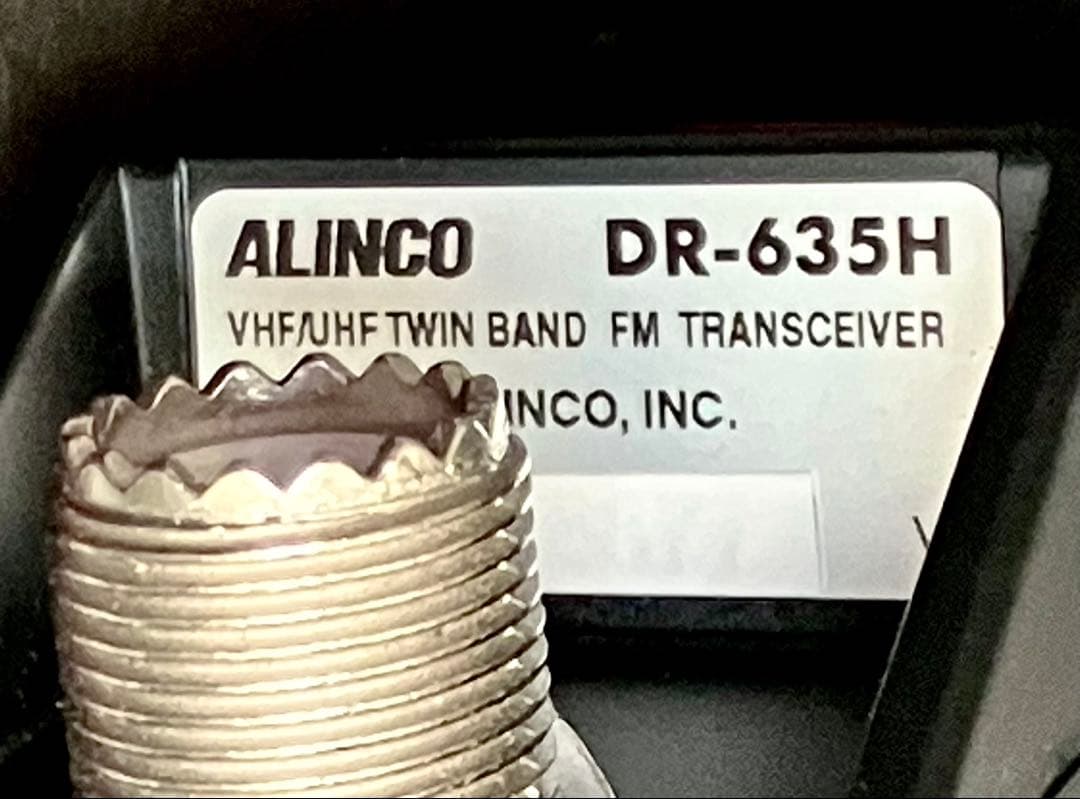 ALINCO DR-635H
VHF/UHF TWIN BAND FM TRANSCEIVER
INCO, INC.